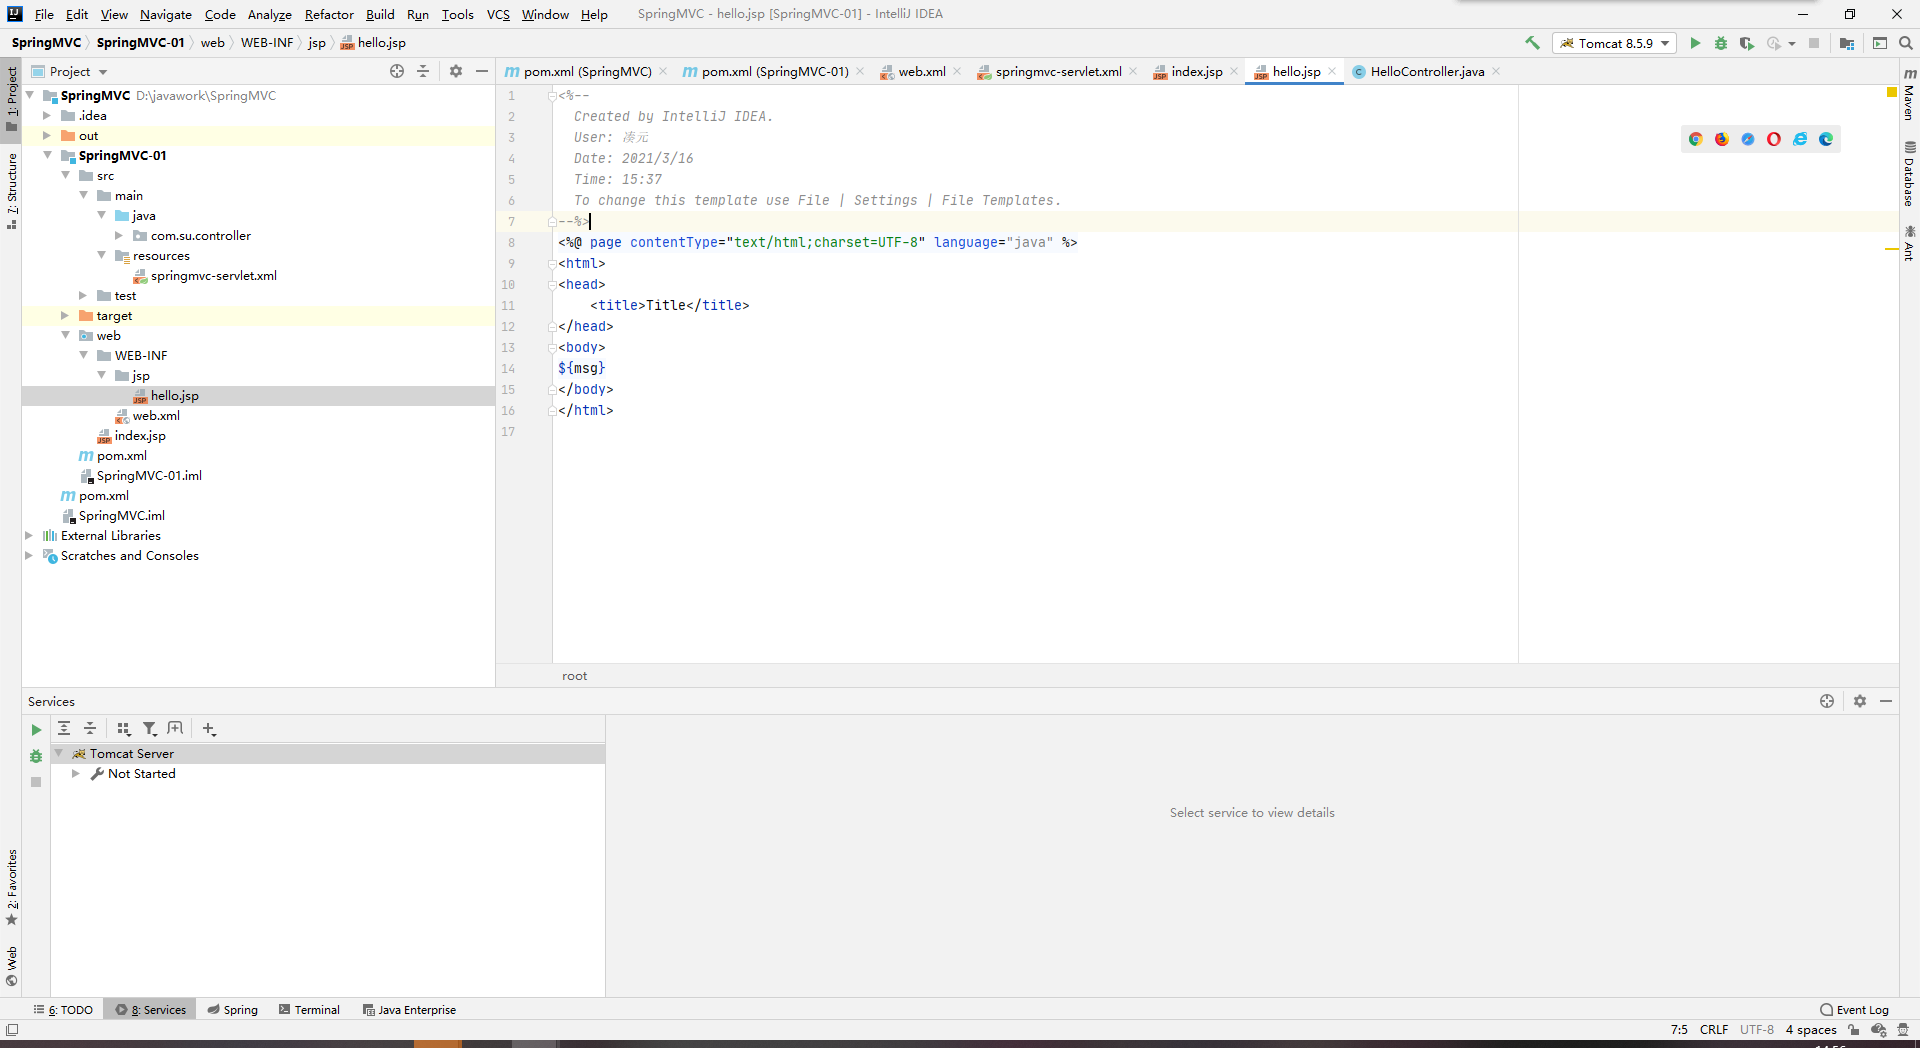 File Edit View Navigate Code Analyze Refactor Build Run Tools VCS Window Help SpringMVC - hello.jsp [SpringMVC-01] - IntelliJ IDEA
SpringMVC SpringMVC-01 web WEB-INF jsp hello.jsp
Tomcat 8.5.9
Project
pom.xml (SpringMVC) pom.xml (SpringMVC-01) web.xml springmvc-servlet.xml index.jsp hello.jsp HelloController.java
1: Project
7: Structure
2: Favorites
Web
SpringMVC D:\javawork\SpringMVC
.idea
out
SpringMVC-01
src
main
java
com.su.controller
resources
springmvc-servlet.xml
test
target
web
WEB-INF
jsp
hello.jsp
web.xml
index.jsp
pom.xml
SpringMVC-01.iml
pom.xml
SpringMVC.iml
External Libraries
Scratches and Consoles
1 <%--
2 Created by IntelliJ IDEA.
3 User: 凑元
4 Date: 2021/3/16
5 Time: 15:37
6 To change this template use File | Settings | File Templates.
7 --%>
8 <%@ page contentType="text/html;charset=UTF-8" language="java" %>
9 <html>
10 <head>
11 <title>Title</title>
12 </head>
13 <body>
14 ${msg}
15 </body>
16 </html>
17
root
Maven
Database
Ant
Services
Tomcat Server
Not Started
Select service to view details
6: TODO 8: Services Spring Terminal Java Enterprise Event Log
7:5 CRLF UTF-8 4 spaces